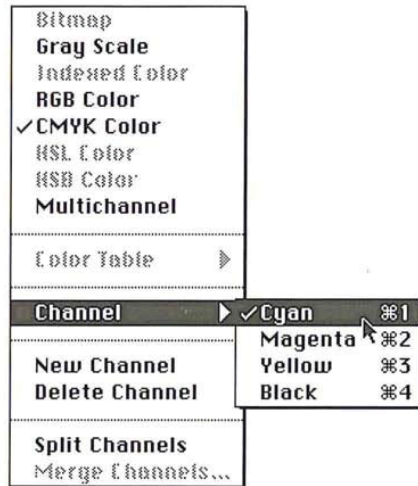 Bitmap
Gray Scale
Indexed Color
RGB Color
✓CMYK Color
HSL Color
HSB Color
Multichannel
Color Table
Channel
✓Cyan ⌘1
Magenta ⌘2
Yellow ⌘3
Black ⌘4
New Channel
Delete Channel
Split Channels
Merge Channels...